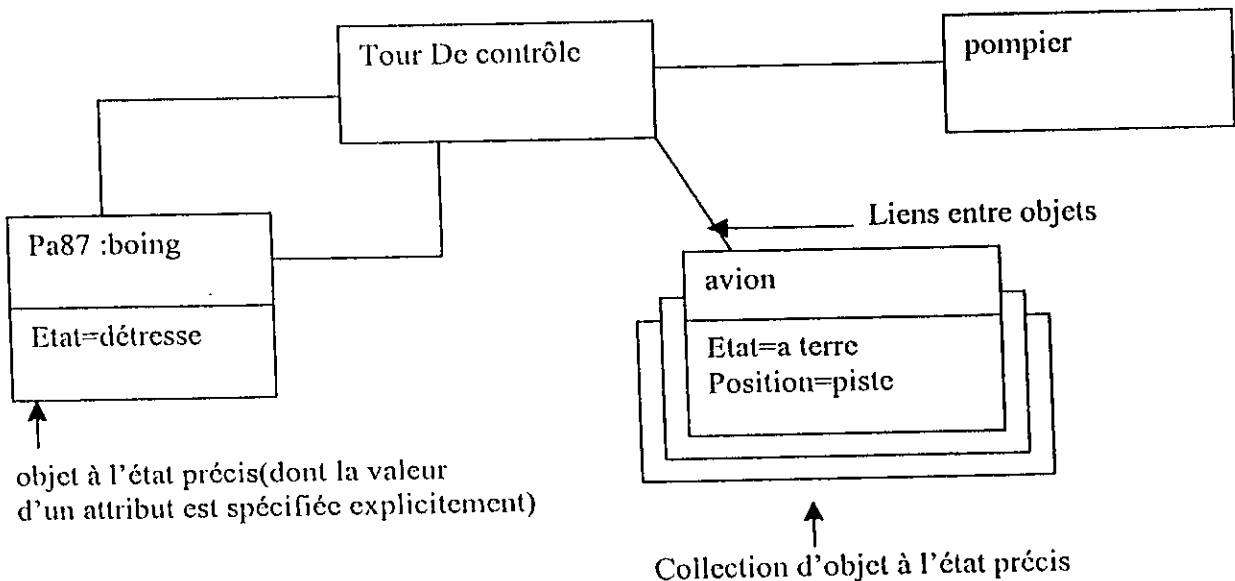 Tour De contrôle
pompier
Liens entre objets
Pa87 :boing
Etat=détresse
avion
Etat=a terre
Position=piste
objet à l'état précis(dont la valeur
d'un attribut est spécifiée explicitement)
Collection d'objet à l'état précis